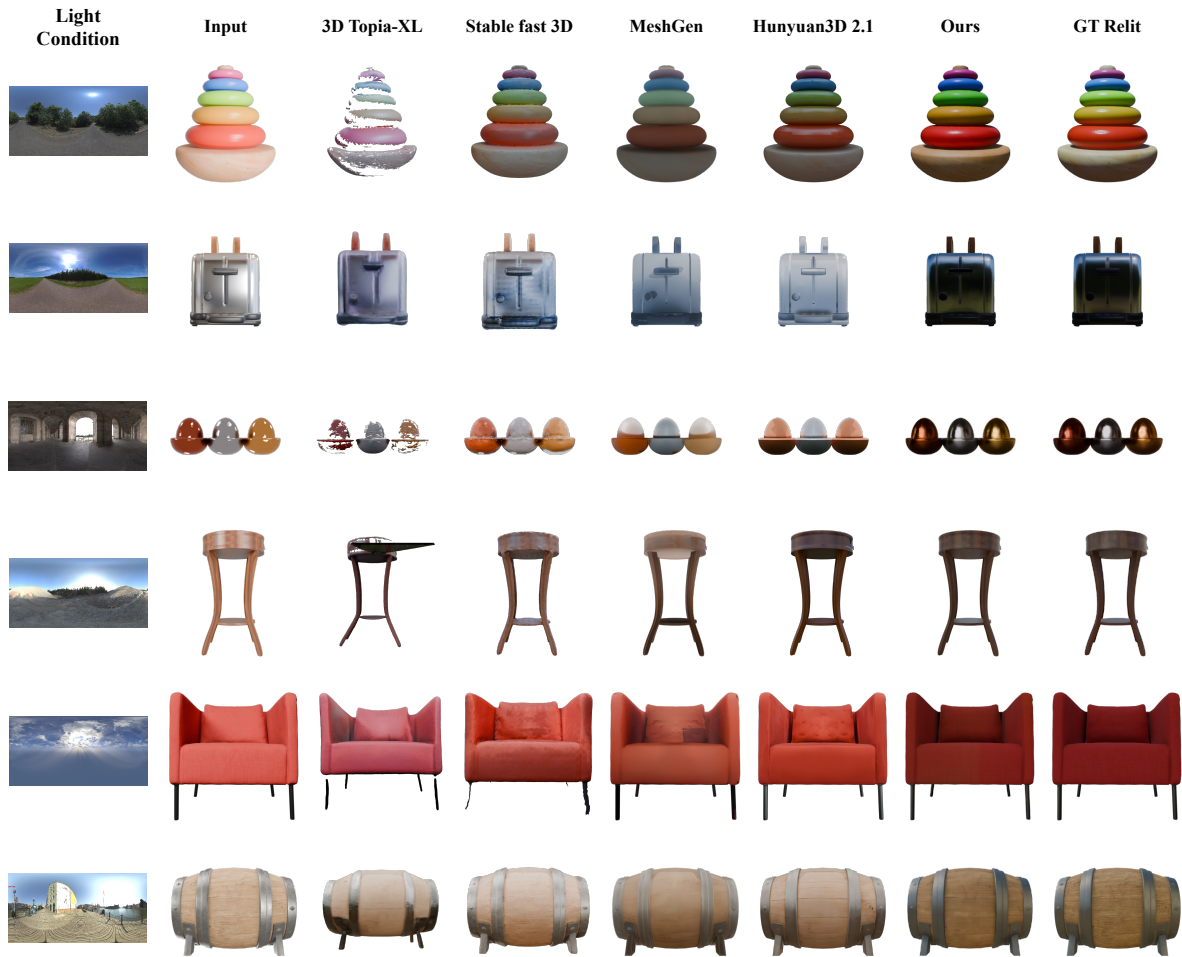 Light
Condition
Input
3D Topia-XL
Stable fast 3D
MeshGen
Hunyuan3D 2.1
Ours
GT Relit